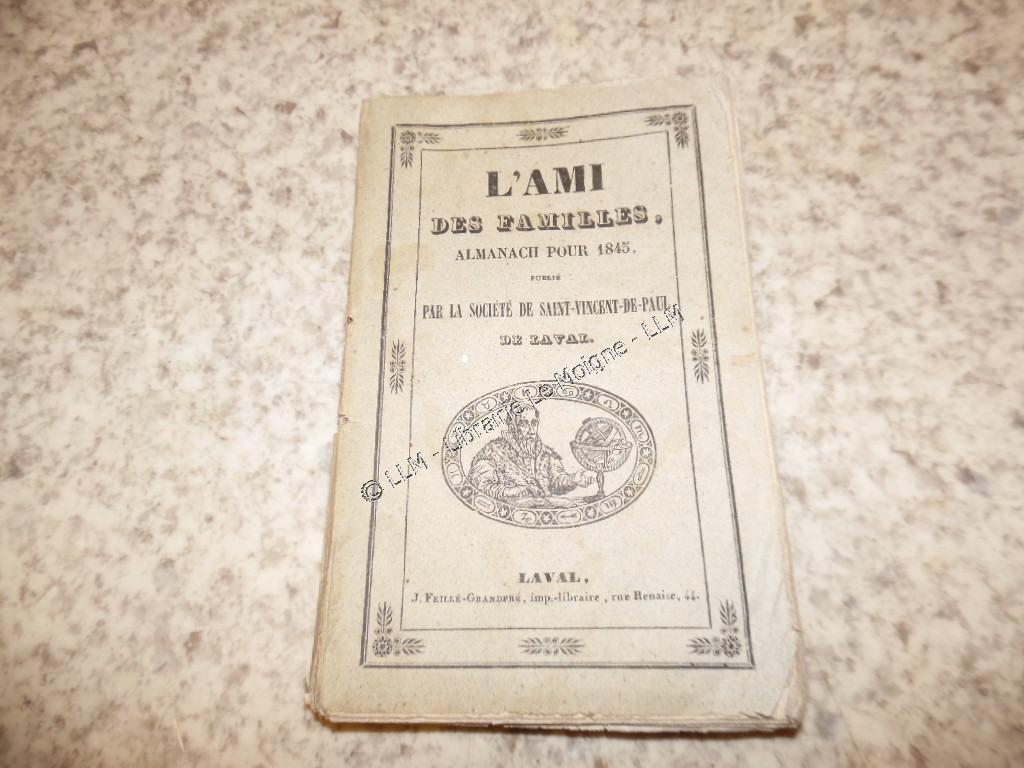 L'AMI
DES FAMILLES,
ALMANACH POUR 1845,
PUBLIÉ
PAR LA SOCIÉTÉ DE SAINT-VINCENT-DE-PAUL
DE LAVAL.
© LLM - Librairie Le Moigne - LLM
LAVAL,
J. FEILLÉ-GRANDPRÉ, imp.-libraire, rue Renaise, 44.